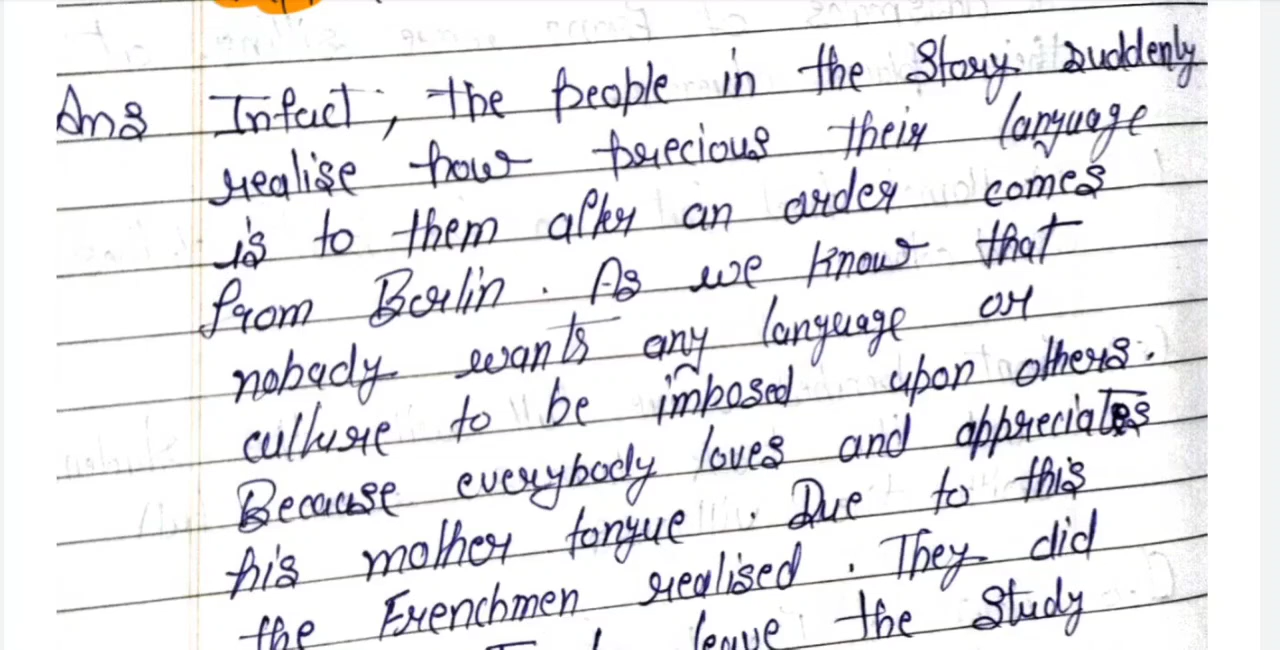 Ans Infact, the people in the story suddenly
realise how precious their language
is to them after an order comes
from Berlin. As we know that
nobady wants any language or
culture to be imposed upon others.
Because everybody loves and appreciates
his mother tongue. Due to this
the Frenchmen realised. They did
leave the study